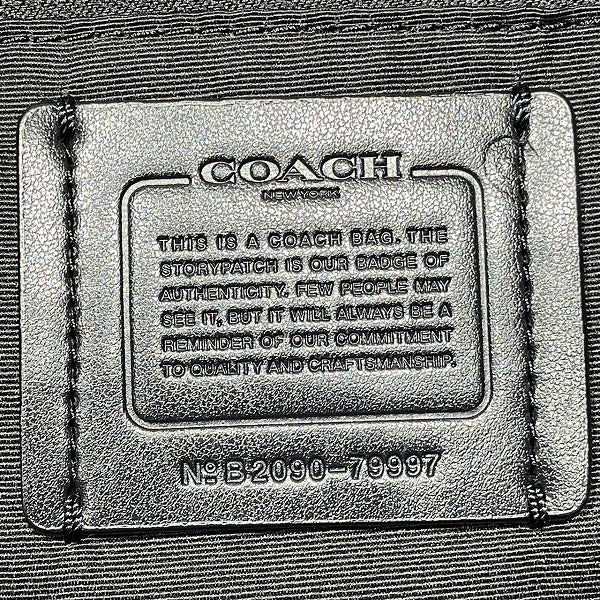 COACH
NEW YORK
THIS IS A COACH BAG. THE
STORYPATCH IS OUR BADGE OF
AUTHENTICITY. FEW PEOPLE MAY
SEE IT, BUT IT WILL ALWAYS BE A
REMINDER OF OUR COMMITMENT
TO QUALITY AND CRAFTSMANSHIP.
Nº B2090-79997